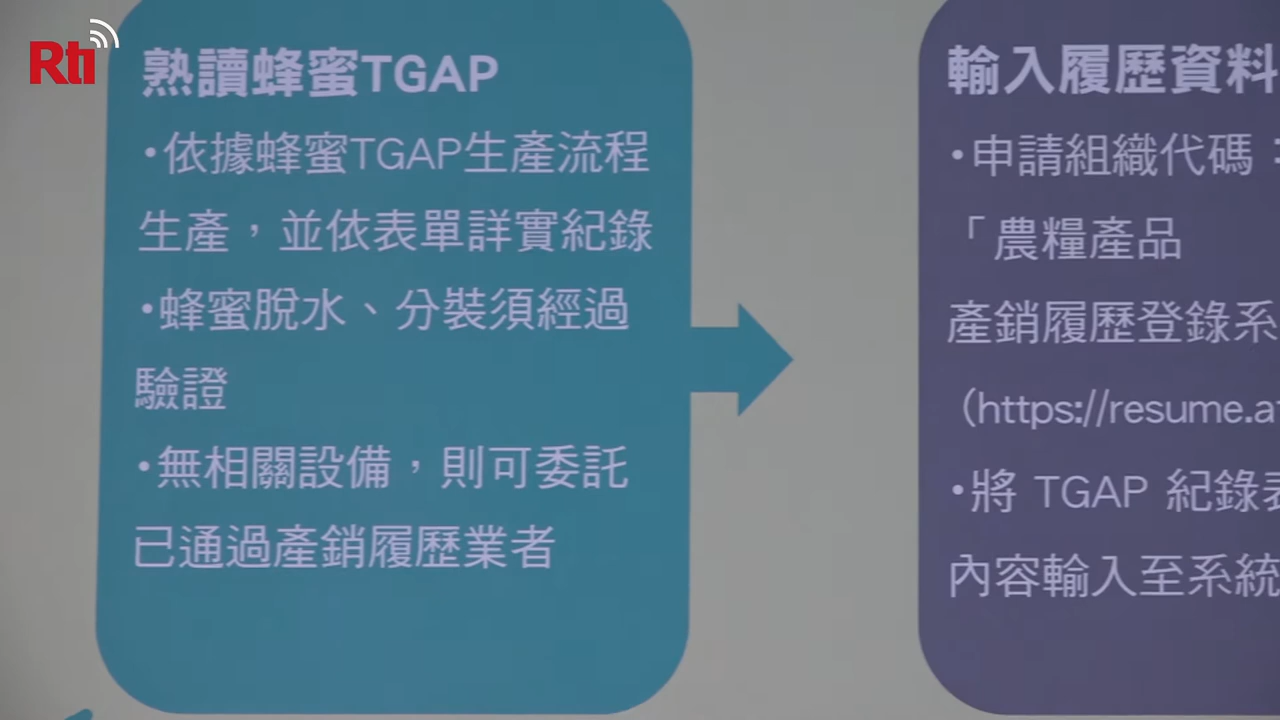 Rti
熟讀蜂蜜TGAP
•依據蜂蜜TGAP生產流程
生產，並依表單詳實紀錄
•蜂蜜脫水、分裝須經過
驗證
•無相關設備，則可委託
已通過產銷履歷業者
輸入履歷資料
•申請組織代碼：
「農糧產品
產銷履歷登錄系
（https://resume.a
•將 TGAP 紀錄表
內容輸入至系統